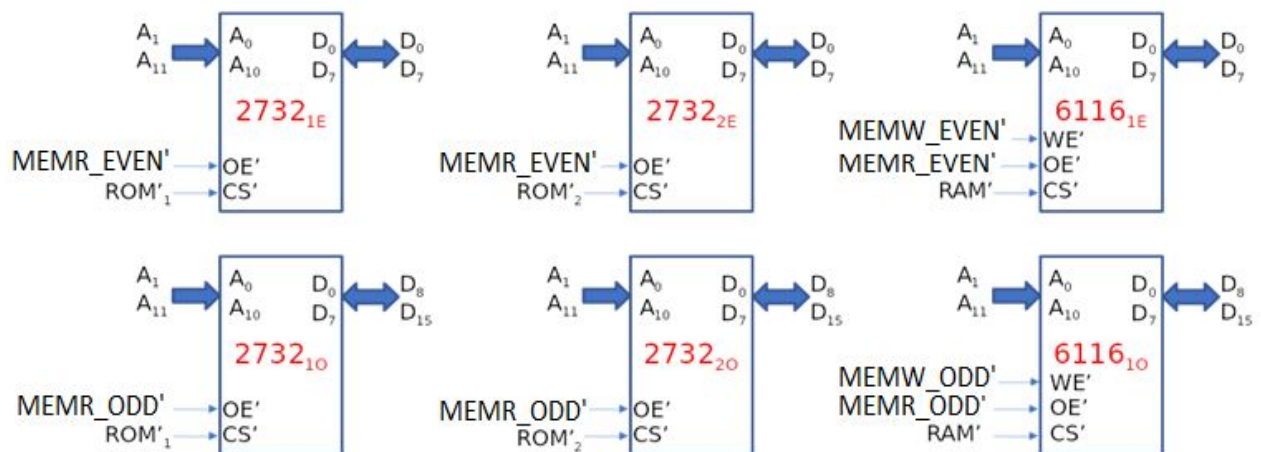 A₁ A₀ D₀ D₀ A₁ A₀ D₀ D₀ A₁ A₀ D₀ D₀
A₁₁ A₁₀ D₇ D₇ A₁₁ A₁₀ D₇ D₇ A₁₁ A₁₀ D₇ D₇
2732₁E 2732₂E 6116₁E
MEMW_EVEN' WE’
MEMR_EVEN' OE’ MEMR_EVEN' OE’ MEMR_EVEN' OE’
ROM’₁ CS’ ROM’₂ CS’ RAM’ CS’
A₁ A₀ D₀ D₈ A₁ A₀ D₀ D₈ A₁ A₀ D₀ D₈
A₁₁ A₁₀ D₇ D₁₅ A₁₁ A₁₀ D₇ D₁₅ A₁₁ A₁₀ D₇ D₁₅
2732₁O 2732₂O 6116₁O
MEMW_ODD' WE’
MEMR_ODD' OE’ MEMR_ODD' OE’ MEMR_ODD' OE’
ROM’₁ CS’ ROM’₂ CS’ RAM’ CS’